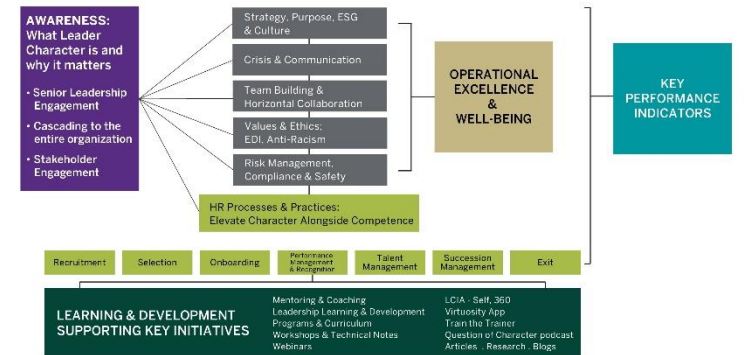 AWARENESS:
What Leader
Character is and
why it matters
• Senior Leadership
Engagement
• Cascading to the
entire organization
• Stakeholder
Engagement
Strategy, Purpose, ESG
& Culture
Crisis & Communication
Team Building &
Horizontal Collaboration
Values & Ethics;
EDI, Anti-Racism
Risk Management,
Compliance & Safety
HR Processes & Practices:
Elevate Character Alongside Competence
OPERATIONAL
EXCELLENCE
&
WELL-BEING
KEY
PERFORMANCE
INDICATORS
Recruitment
Selection
Onboarding
Performance
Management
& Recognition
Talent
Management
Succession
Management
Exit
LEARNING & DEVELOPMENT
SUPPORTING KEY INITIATIVES
Mentoring & Coaching
Leadership Learning & Development
Programs & Curriculum
Workshops & Technical Notes
Webinars
LCIA - Self, 360
Virtuosity App
Train the Trainer
Question of Character podcast
Articles . Research . Blogs